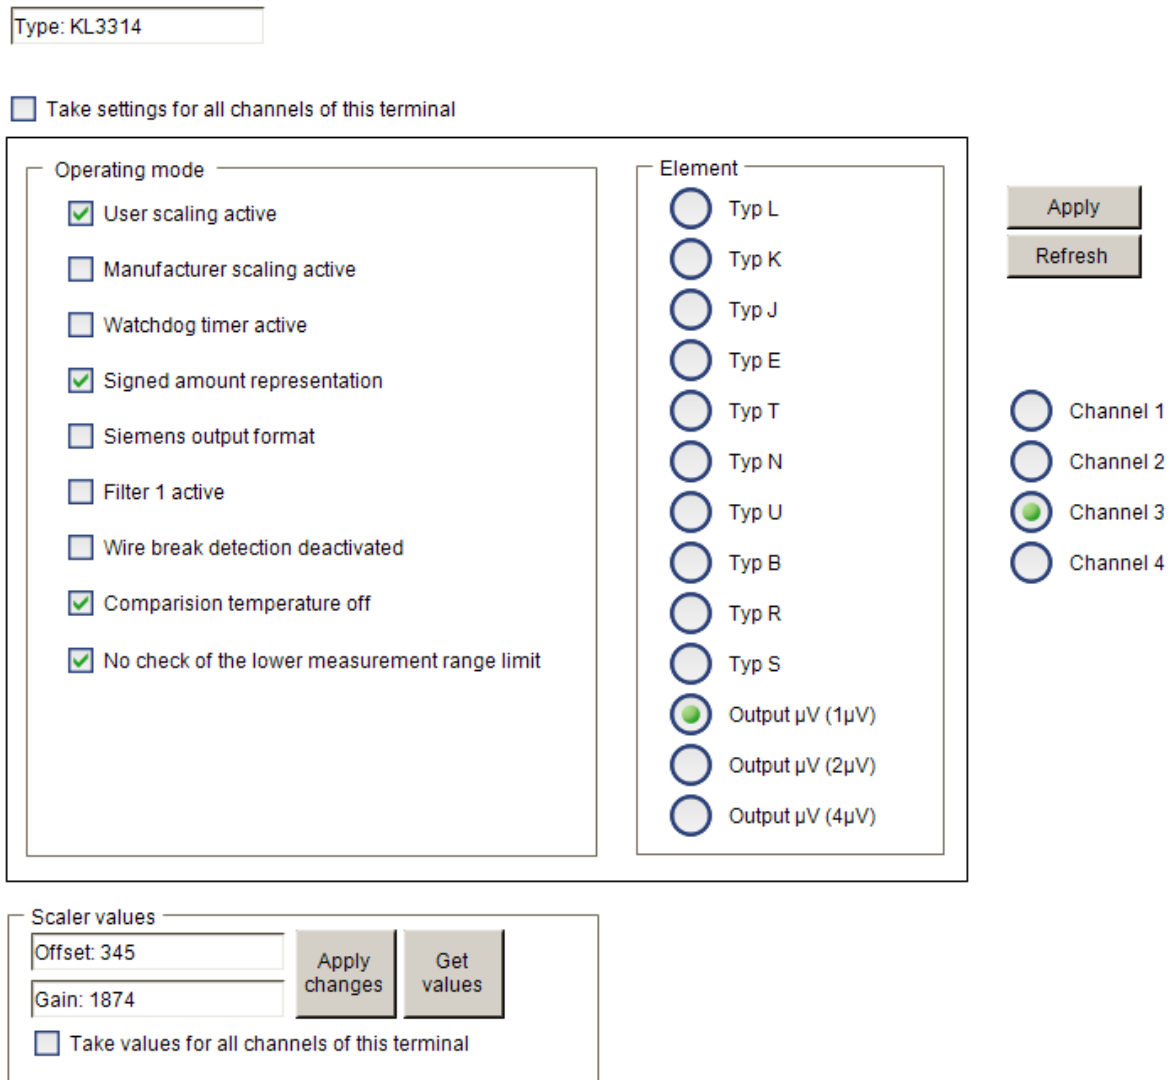 Type: KL3314
Take settings for all channels of this terminal
Operating mode
User scaling active
Manufacturer scaling active
Watchdog timer active
Signed amount representation
Siemens output format
Filter 1 active
Wire break detection deactivated
Comparision temperature off
No check of the lower measurement range limit
Element
Typ L
Typ K
Typ J
Typ E
Typ T
Typ N
Typ U
Typ B
Typ R
Typ S
Output µV (1µV)
Output µV (2µV)
Output µV (4µV)
Apply
Refresh
Channel 1
Channel 2
Channel 3
Channel 4
Scaler values
Offset: 345
Gain: 1874
Apply
changes
Get
values
Take values for all channels of this terminal